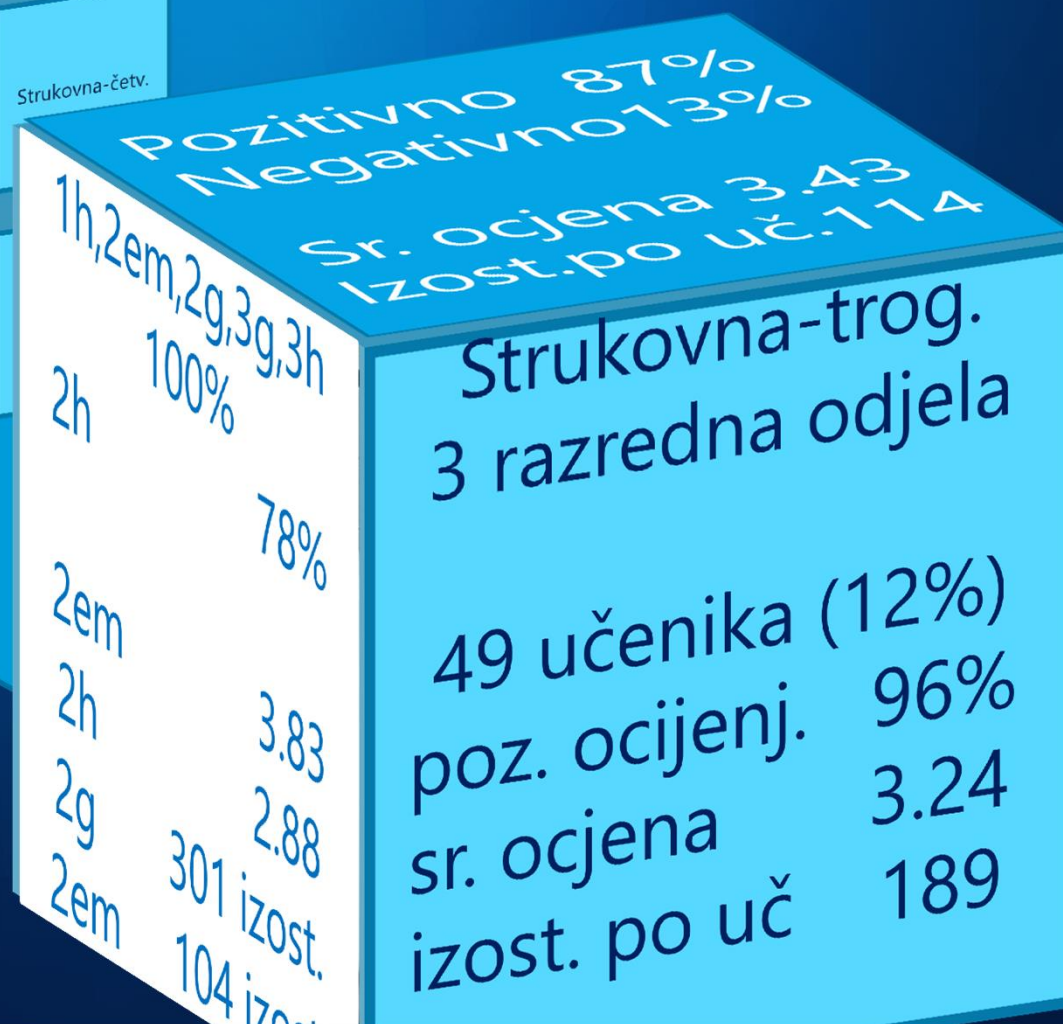 Strukovna-četv.
Pozitivno 87%
Negativno13%
Sr. ocjena 3.43
Izost.po uč.114
1h,2em,2g,3g,3h
100%
2h
78%
2em
3.83
2h
2.88
2g
301 izost.
2em
104
Strukovna-trog.
3 razredna odjela
49 učenika (12%)
poz. ocijenj. 96%
sr. ocjena 3.24
izost. po uč 189